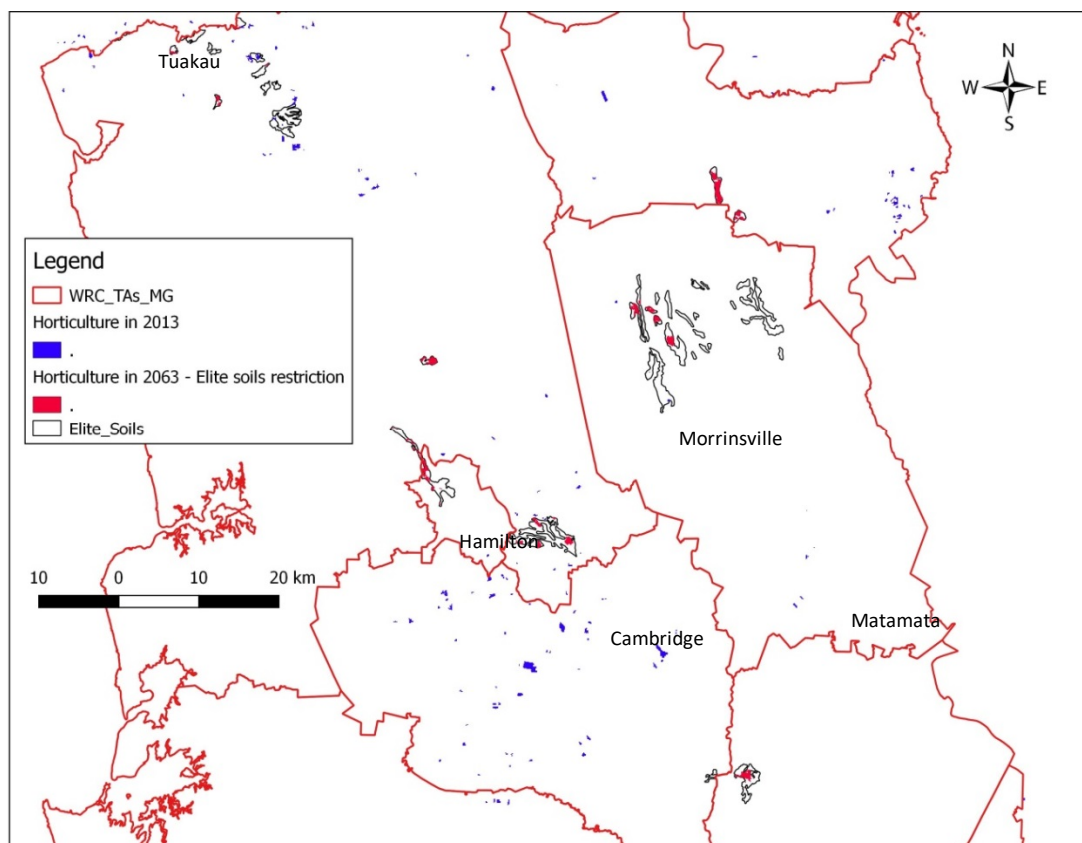 Tuakau
N
W E
S
Legend
WRC_TAs_MG
Horticulture in 2013
.
Horticulture in 2063 - Elite soils restriction
.
Elite_Soils
Morrinsville
Hamilton
10 0 10 20 km
Matamata
Cambridge